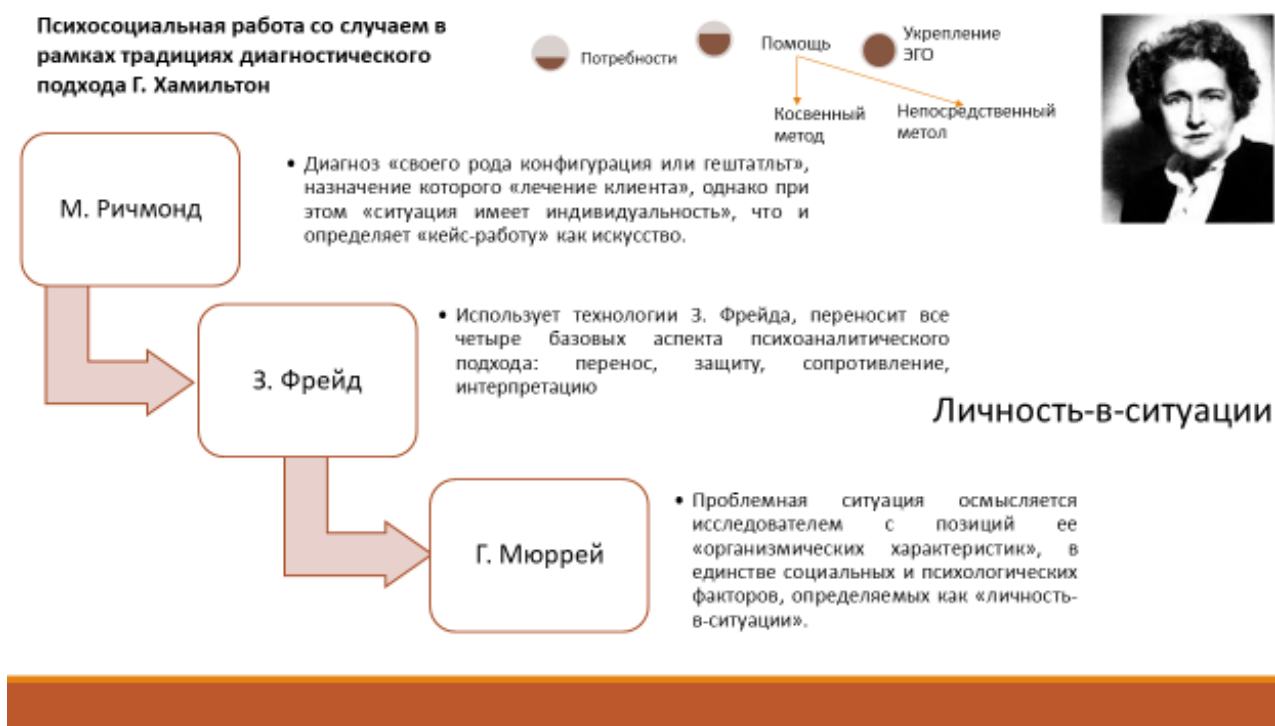 Психосоциальная работа со случаем в
рамках традициях диагностического
подхода Г. Хамильтон
Потребности
Помощь
Укрепление
ЭГО
Косвенный
метод
Непосредственный
метол
М. Ричмонд
• Диагноз «своего рода конфигурация или гештатльт»,
назначение которого «лечение клиента», однако при
этом «ситуация имеет индивидуальность», что и
определяет «кейс-работу» как искусство.
З. Фрейд
• Использует технологии З. Фрейда, переносит все
четыре базовых аспекта психоаналитического
подхода: перенос, защиту, сопротивление,
интерпретацию
Личность-в-ситуации
Г. Мюррей
• Проблемная ситуация осмысляется
исследователем с позиций ее
«организмических характеристик», в
единстве социальных и психологических
факторов, определяемых как «личность-
в-ситуации».